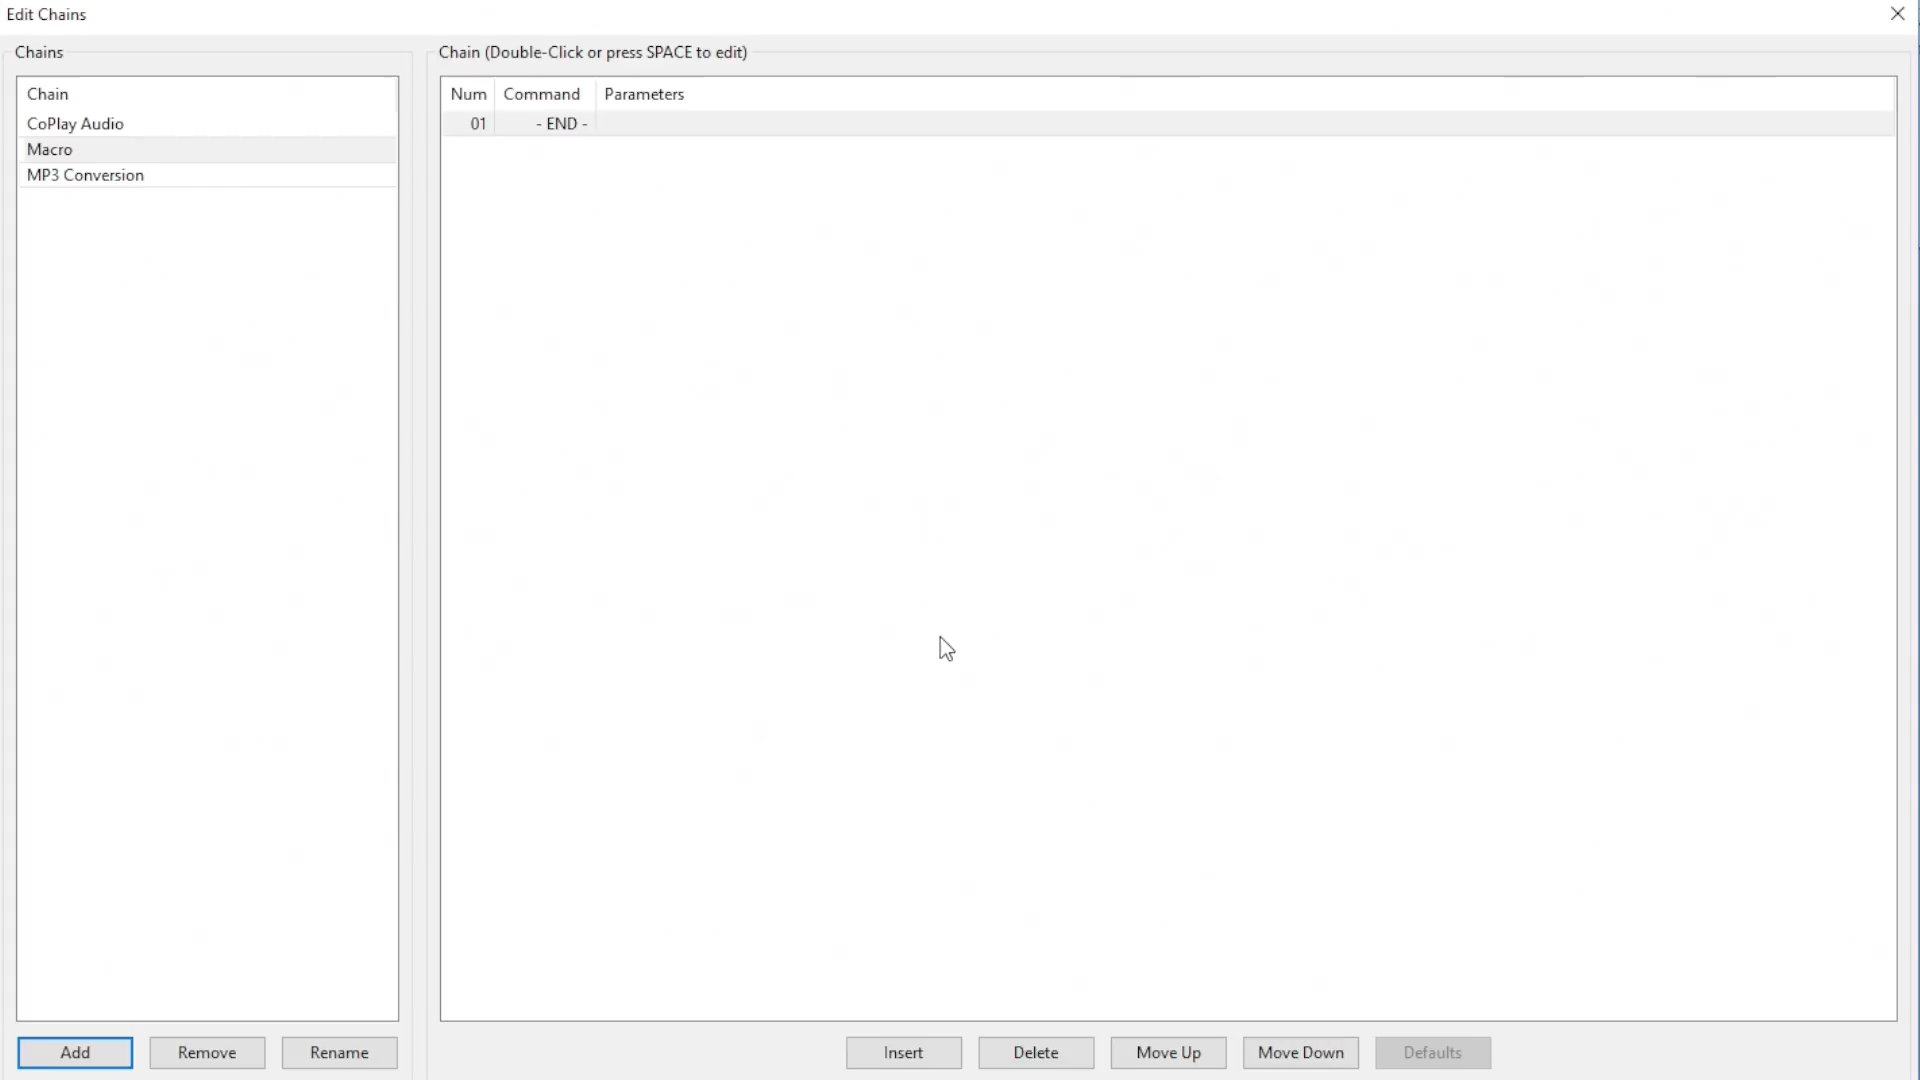 Edit Chains
Chains
Chain (Double-Click or press SPACE to edit)
Chain
CoPlay Audio
Macro
MP3 Conversion
Num Command Parameters
01 - END -
Add Remove Rename
Insert Delete Move Up Move Down Defaults